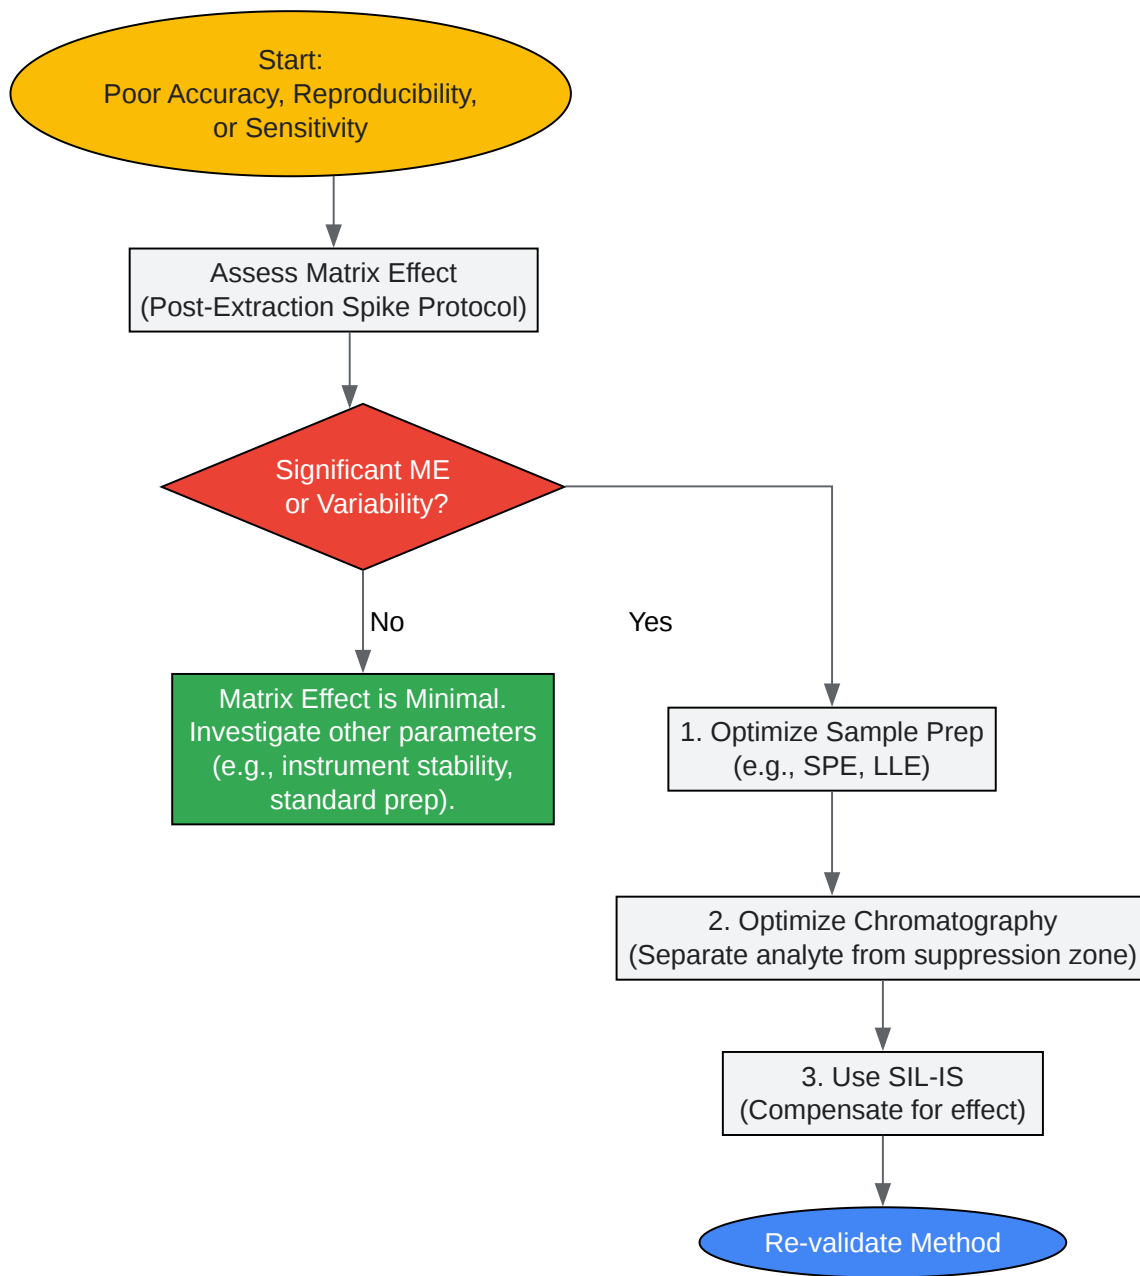 Start:
Poor Accuracy, Reproducibility,
or Sensitivity
Assess Matrix Effect
(Post-Extraction Spike Protocol)
Significant ME
or Variability?
No
Yes
Matrix Effect is Minimal.
Investigate other parameters
(e.g., instrument stability,
standard prep).
1. Optimize Sample Prep
(e.g., SPE, LLE)
2. Optimize Chromatography
(Separate analyte from suppression zone)
3. Use SIL-IS
(Compensate for effect)
Re-validate Method